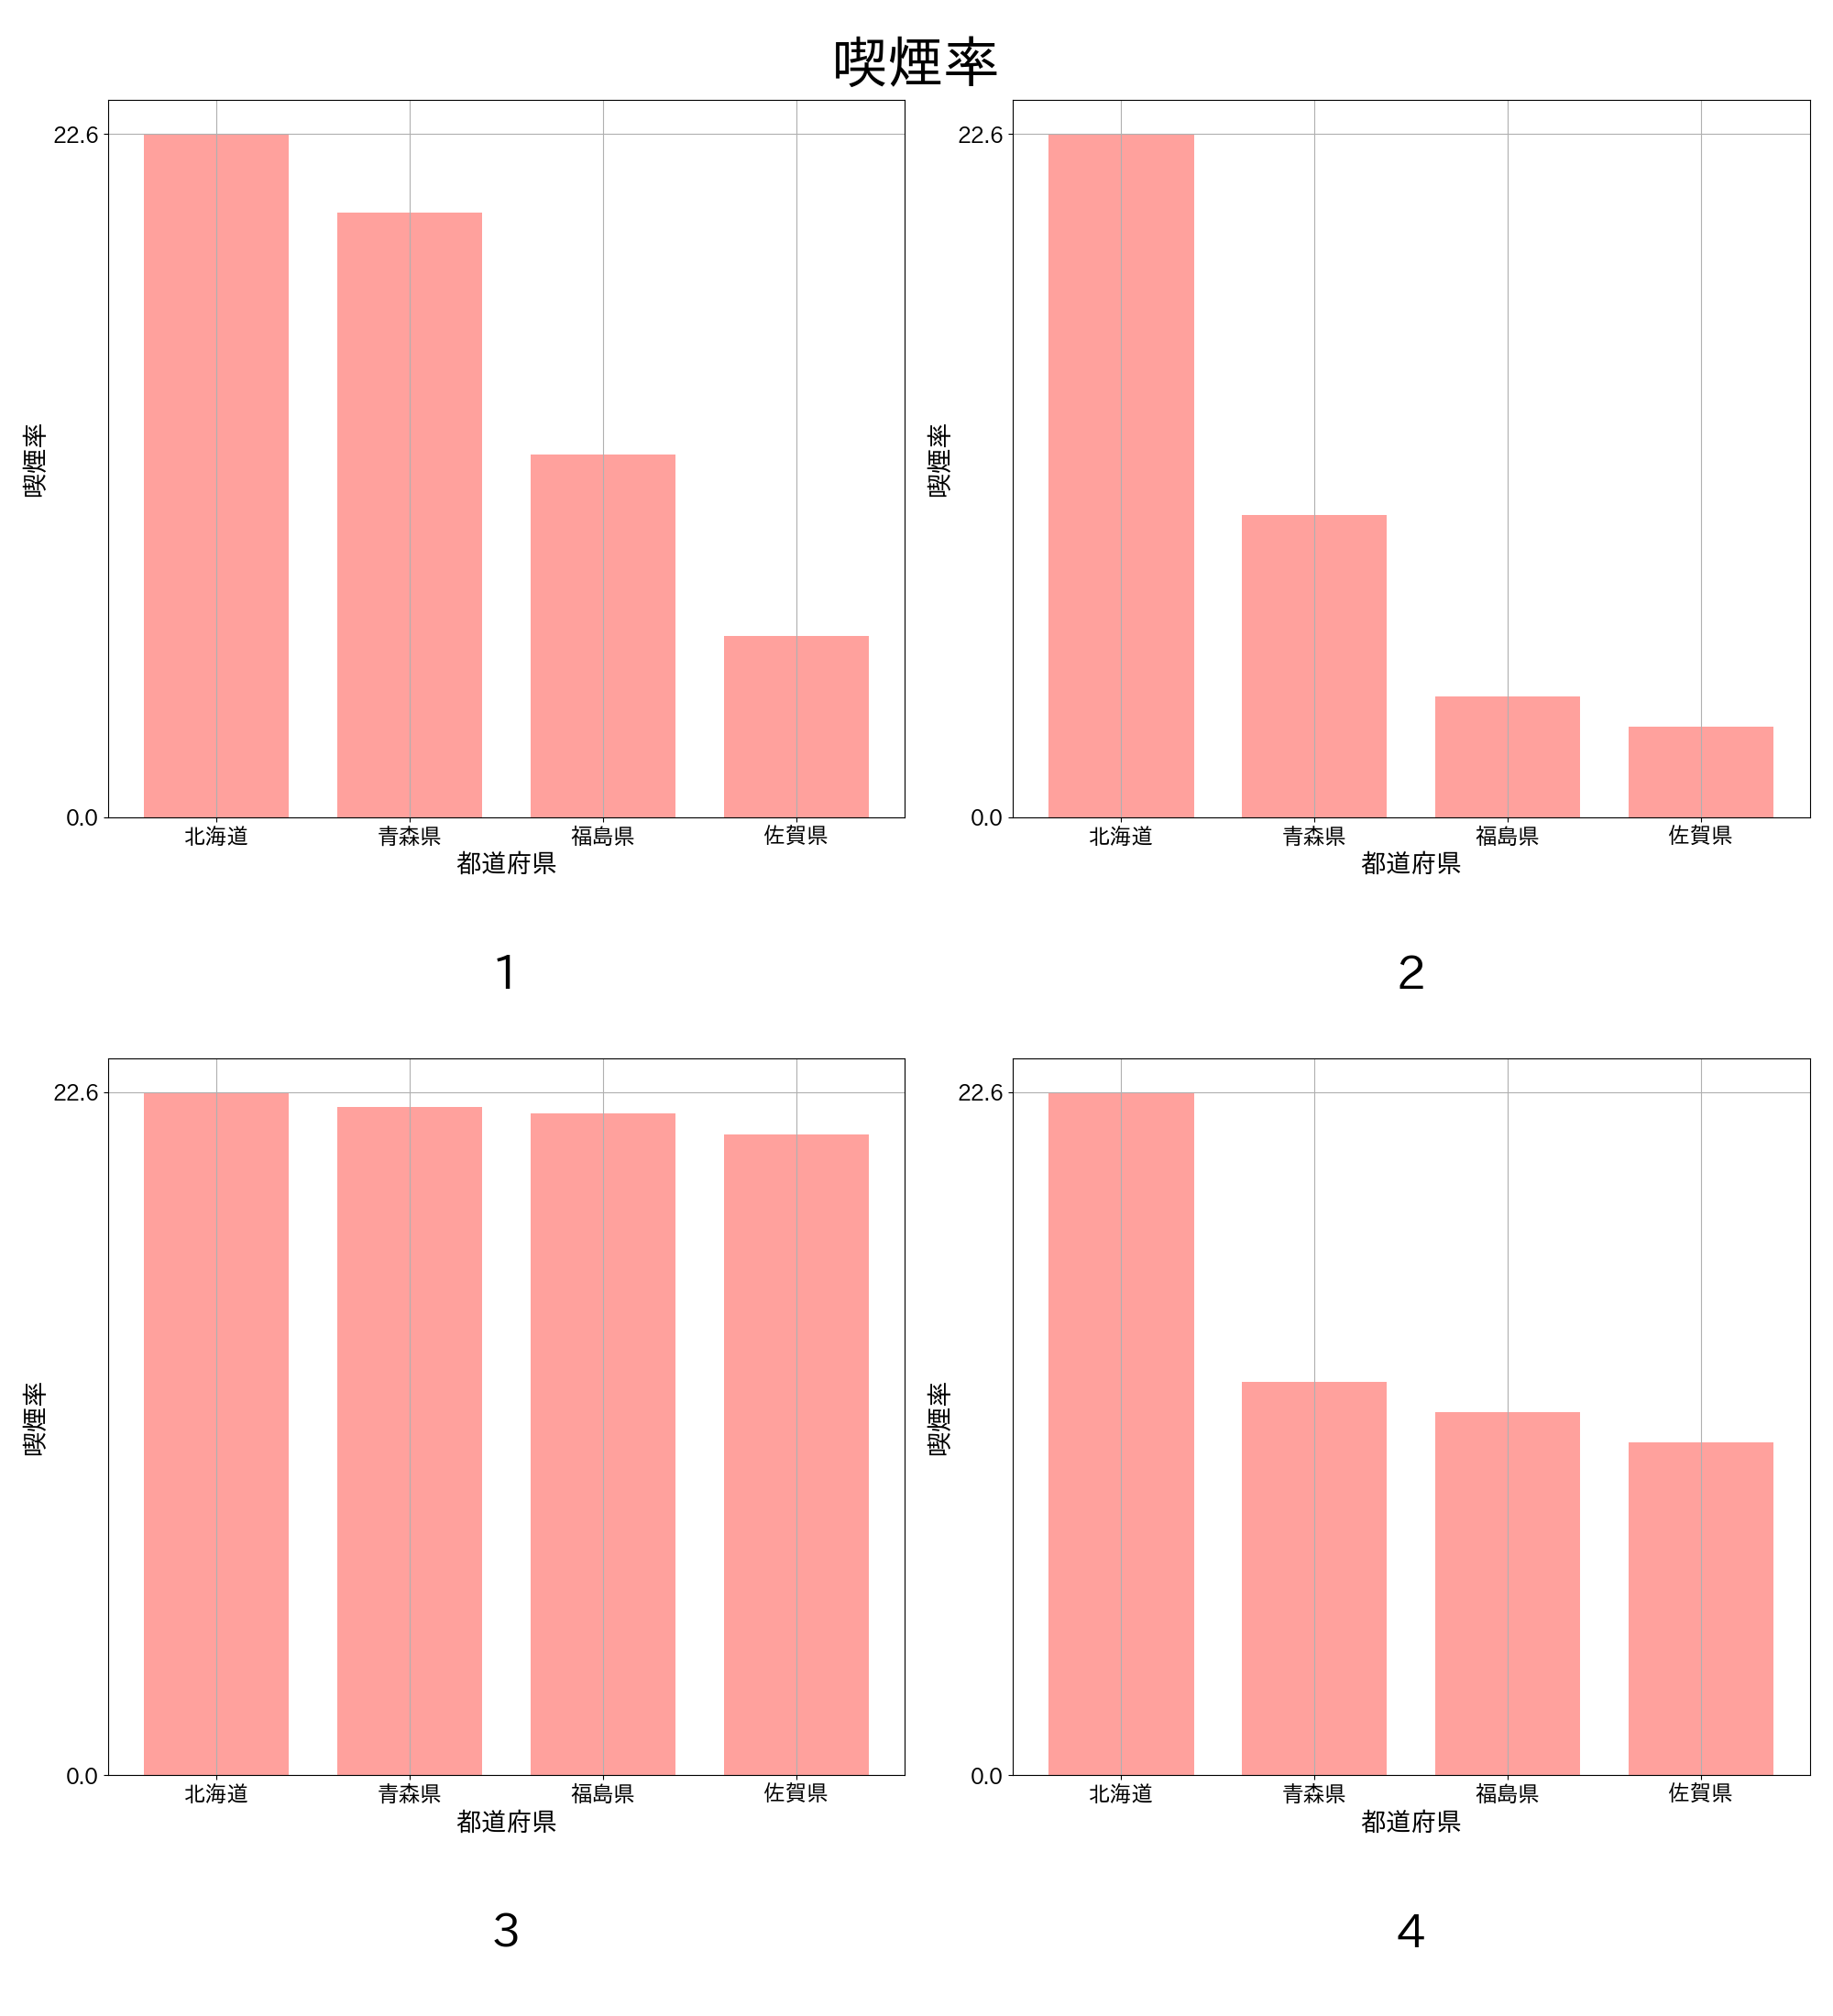 喫煙率
22.6
0.0
喫煙率
北海道 青森県 福島県 佐賀県
都道府県
1
22.6
0.0
喫煙率
北海道 青森県 福島県 佐賀県
都道府県
2
22.6
0.0
喫煙率
北海道 青森県 福島県 佐賀県
都道府県
3
22.6
0.0
喫煙率
北海道 青森県 福島県 佐賀県
都道府県
4